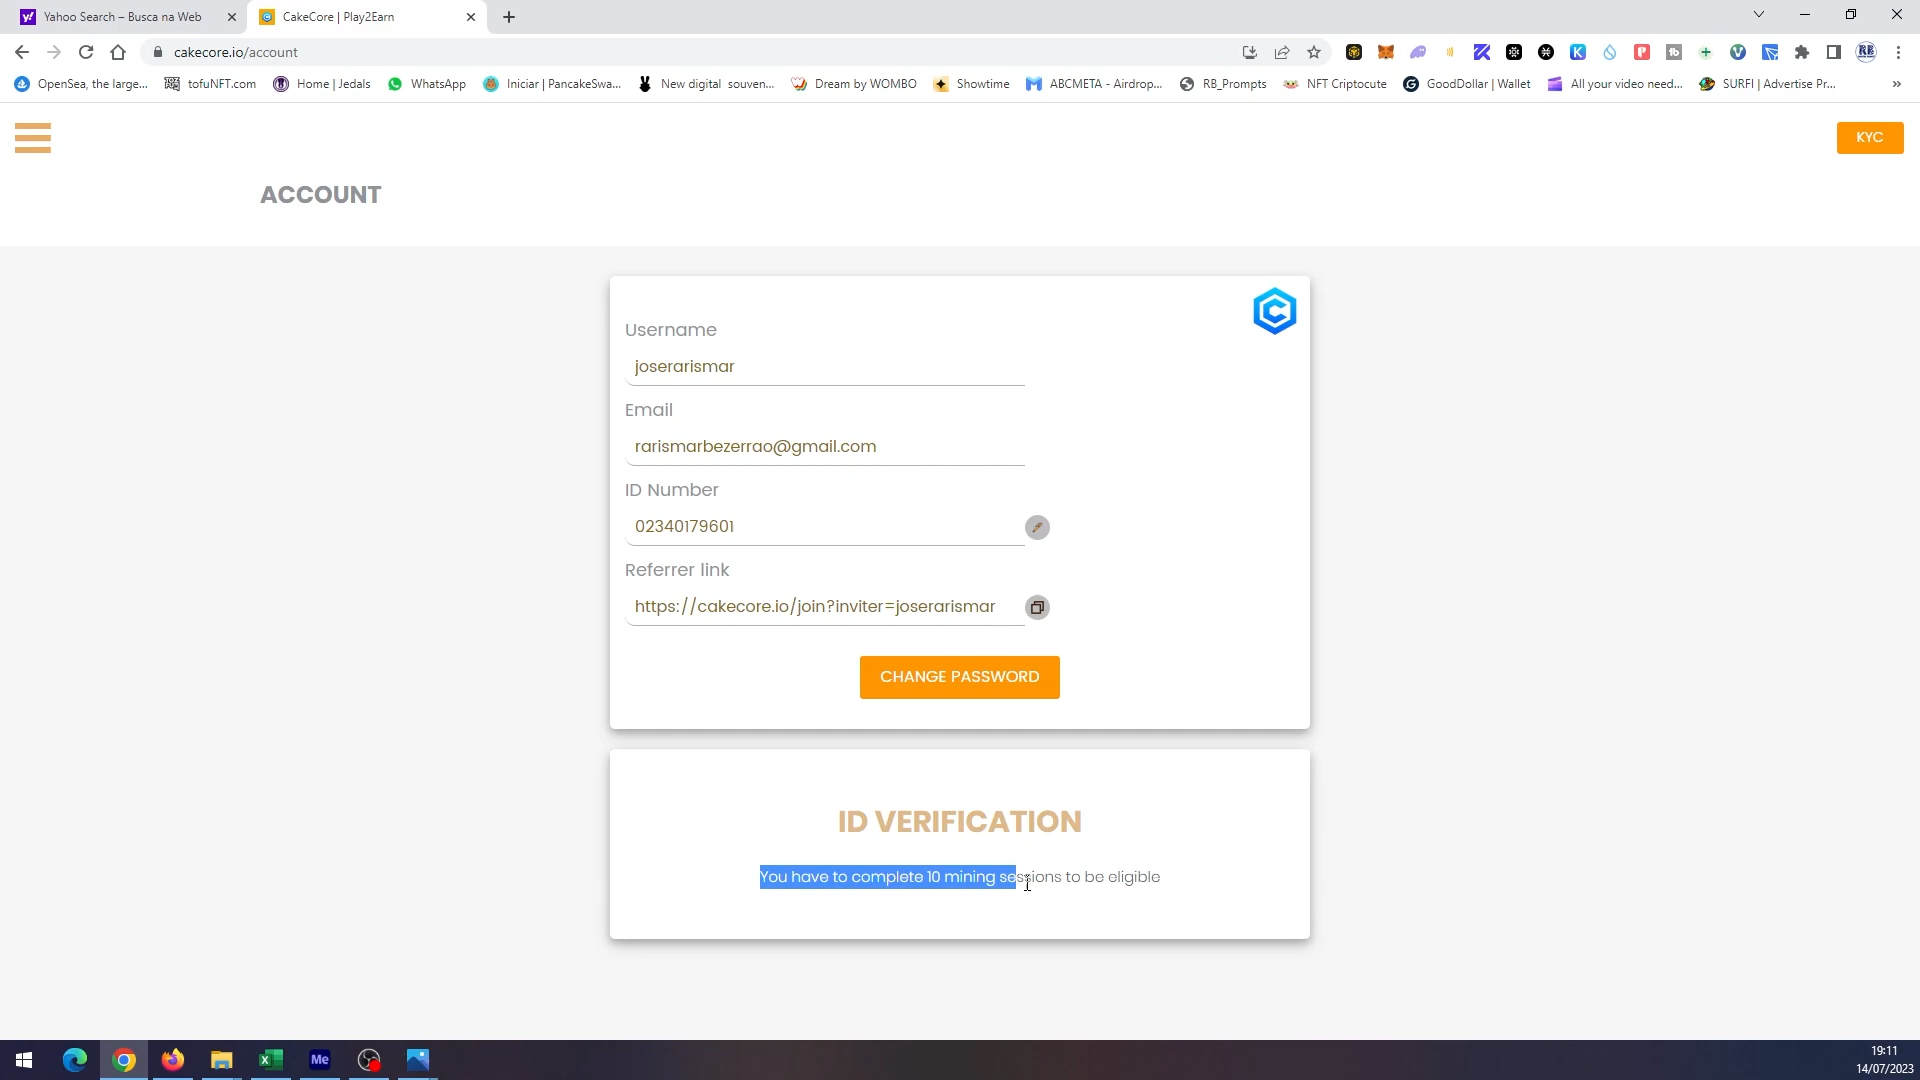 Yahoo Search – Busca na Web
CakeCore | Play2Earn
cakecore.io/account
OpenSea, the large...
tofuNFT.com
Home | Jedals
WhatsApp
Iniciar | PancakeSwa...
New digital souven...
Dream by WOMBO
Showtime
ABCMETA - Airdrop...
RB_Prompts
NFT Criptocute
GoodDollar | Wallet
All your video need...
SURFI | Advertise Pr...
»
KYC
ACCOUNT
Username
joserarismar
Email
rarismarbezerrao@gmail.com
ID Number
02340179601
Referrer link
https://cakecore.io/join?inviter=joserarismar
CHANGE PASSWORD
ID VERIFICATION
You have to complete 10 mining sessions to be eligible
Me
19:11
14/07/2023